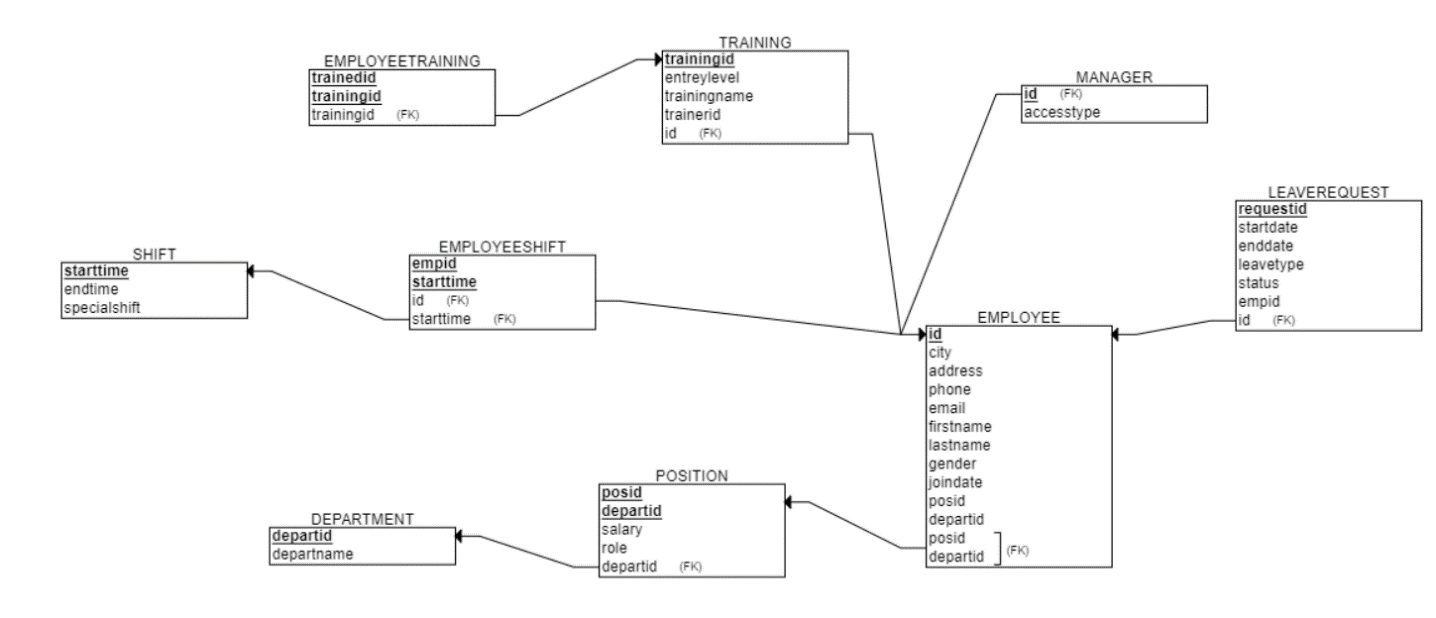 EMPLOYEETRAINING
trainedid
trainingid
trainingid (FK)
TRAINING
trainingid
entreylevel
trainingname
trainerid
id (FK)
MANAGER
id (FK)
accesstype
LEAVEREQUEST
requestid
startdate
enddate
leavetype
status
empid
id (FK)
SHIFT
starttime
endtime
specialshift
EMPLOYEESHIFT
empid
starttime
id (FK)
starttime (FK)
EMPLOYEE
id
city
address
phone
email
firstname
lastname
gender
joindate
posid
departid
posid
departid (FK)
POSITION
posid
departid
salary
role
departid (FK)
DEPARTMENT
departid
departname